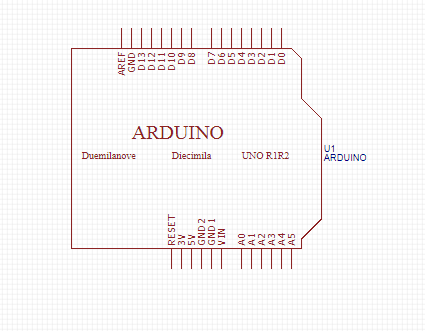 AREF GND D13 D12 D11 D10 D9 D8 D7 D6 D5 D4 D3 D2 D1 D0
ARDUINO
Duemilanove Diecimila UNO R1R2
U1
ARDUINO
RESET 3V 5V GND2 GND1 VIN A0 A1 A2 A3 A4 A5